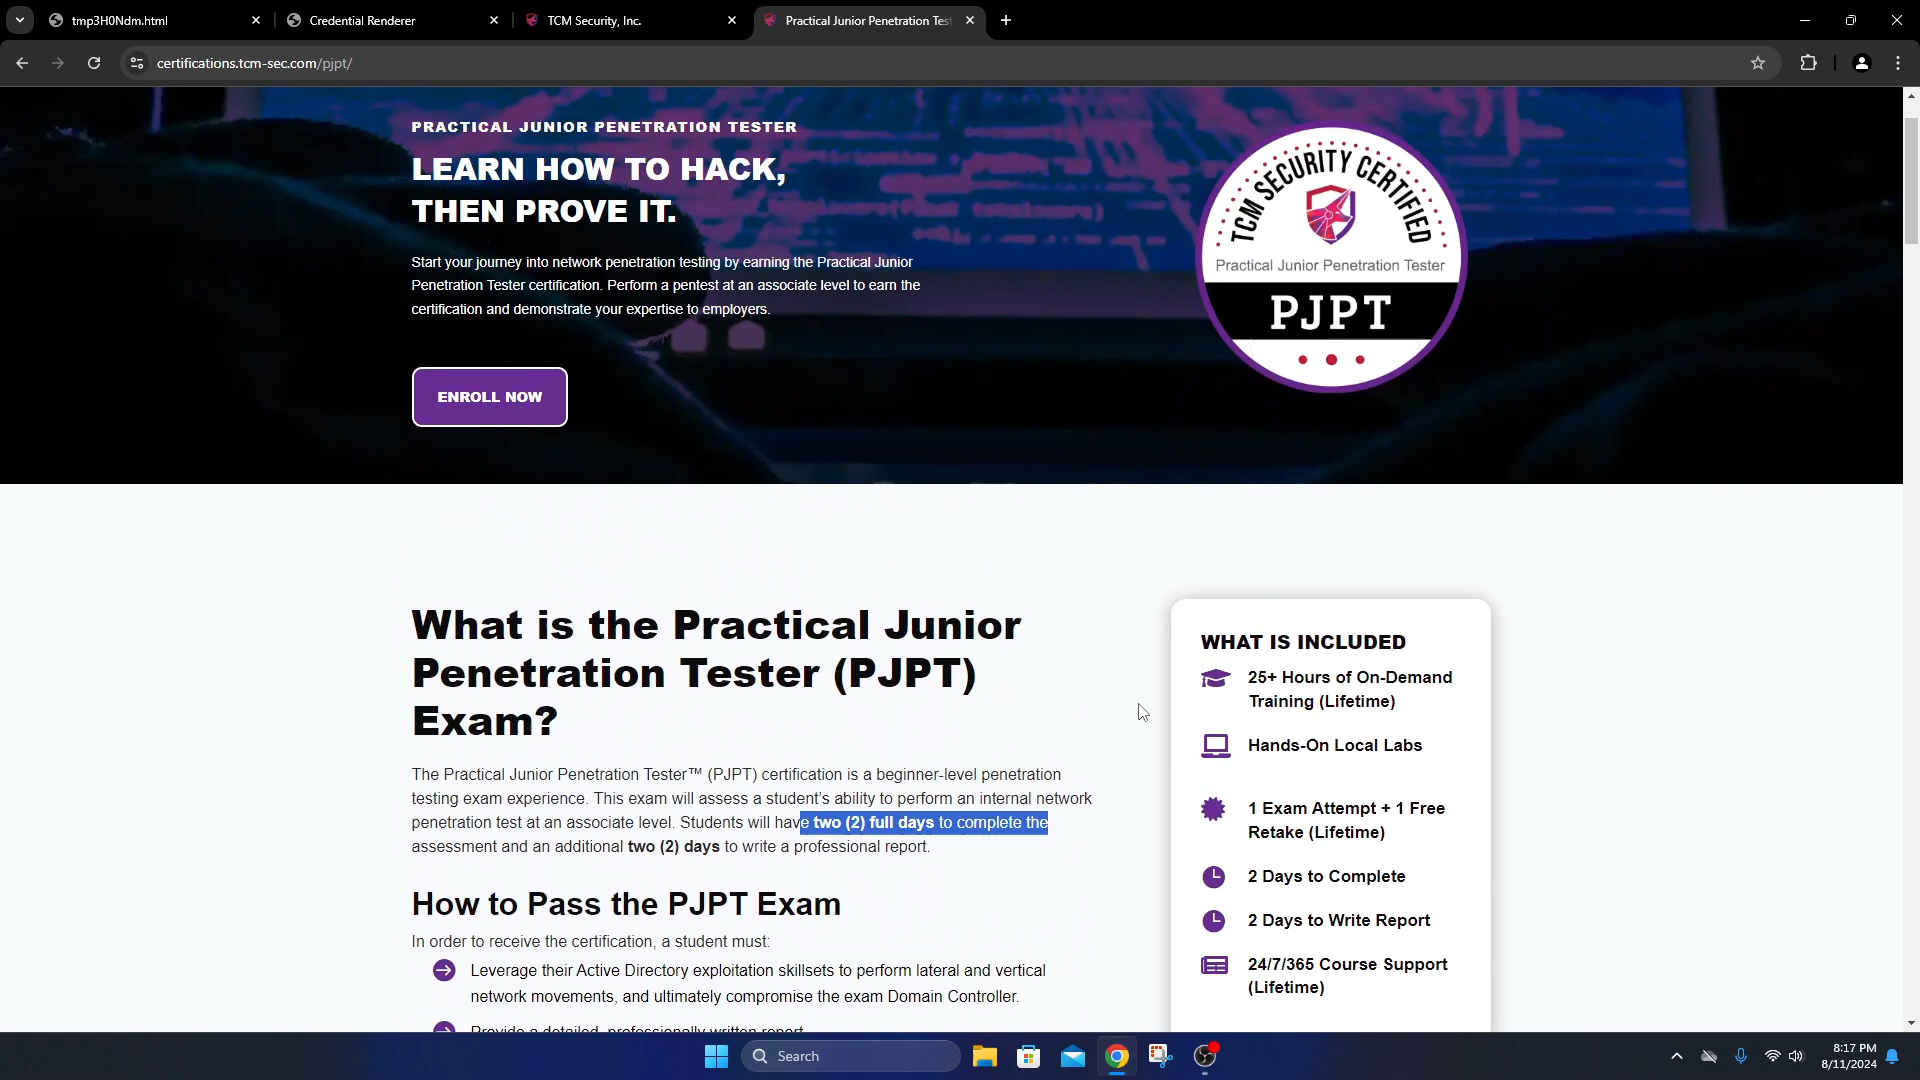 tmp3H0Ndm.html
Credential Renderer
TCM Security, Inc.
Practical Junior Penetration Tes
certifications.tcm-sec.com/pjpt/
PRACTICAL JUNIOR PENETRATION TESTER
LEARN HOW TO HACK,
THEN PROVE IT.
Start your journey into network penetration testing by earning the Practical Junior
Penetration Tester certification. Perform a pentest at an associate level to earn the
certification and demonstrate your expertise to employers.
ENROLL NOW
TCM SECURITY CERTIFIED
Practical Junior Penetration Tester
PJPT
What is the Practical Junior
Penetration Tester (PJPT)
Exam?
The Practical Junior Penetration Tester™ (PJPT) certification is a beginner-level penetration
testing exam experience. This exam will assess a student's ability to perform an internal network
penetration test at an associate level. Students will have two (2) full days to complete the
assessment and an additional two (2) days to write a professional report.
How to Pass the PJPT Exam
In order to receive the certification, a student must:
Leverage their Active Directory exploitation skillsets to perform lateral and vertical
network movements, and ultimately compromise the exam Domain Controller.
Provide a detailed, professionally written report
WHAT IS INCLUDED
25+ Hours of On-Demand
Training (Lifetime)
Hands-On Local Labs
1 Exam Attempt + 1 Free
Retake (Lifetime)
2 Days to Complete
2 Days to Write Report
24/7/365 Course Support
(Lifetime)
Search
8:17 PM
8/11/2024